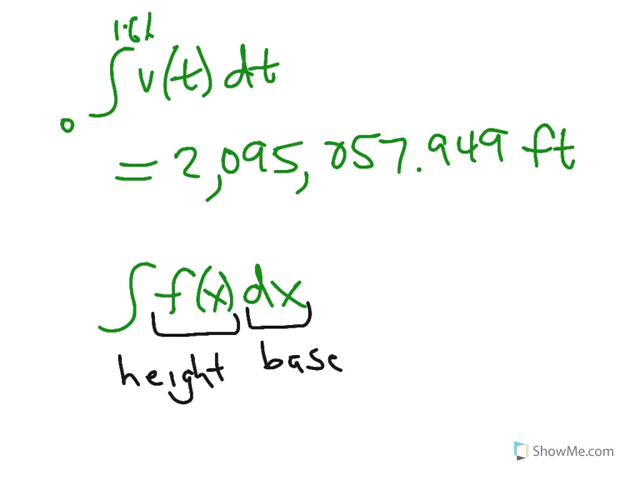 1.61
∫ v(t) dt
0
= 2,095,057.949 ft
∫ f(x) dx
height base
ShowMe.com